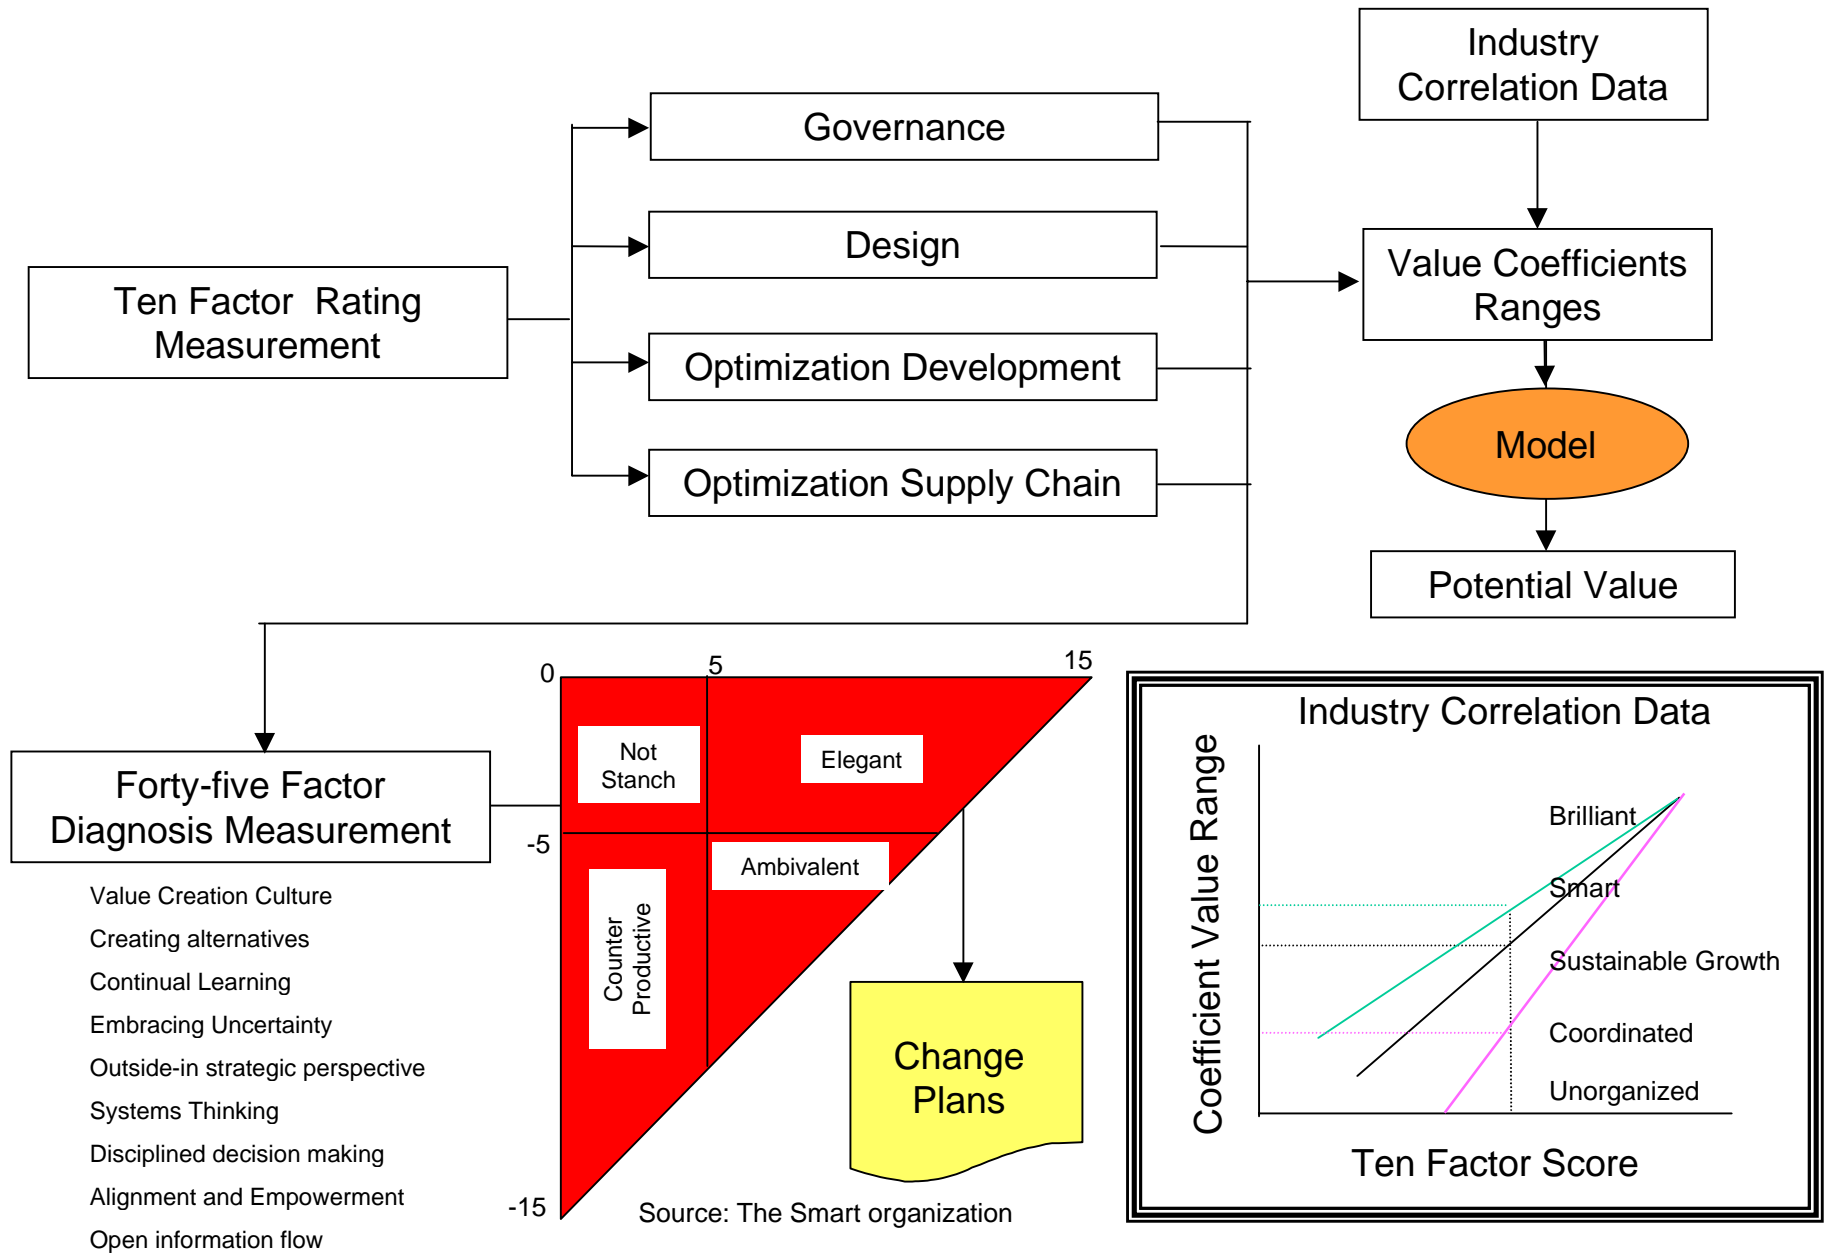 Industry
Correlation Data
Governance
Design
Value Coefficients
Ranges
Ten Factor Rating
Measurement
Optimization Development
Model
Optimization Supply Chain
Potential Value
0
5
15
Not
Stanch
Elegant
Forty-five Factor
Diagnosis Measurement
-5
Ambivalent
Counter
Productive
-15
Value Creation Culture
Creating alternatives
Continual Learning
Embracing Uncertainty
Outside-in strategic perspective
Systems Thinking
Disciplined decision making
Alignment and Empowerment
Open information flow
Change
Plans
Source: The Smart organization
Industry Correlation Data
Coefficient Value Range
Brilliant
Smart
Sustainable Growth
Coordinated
Unorganized
Ten Factor Score